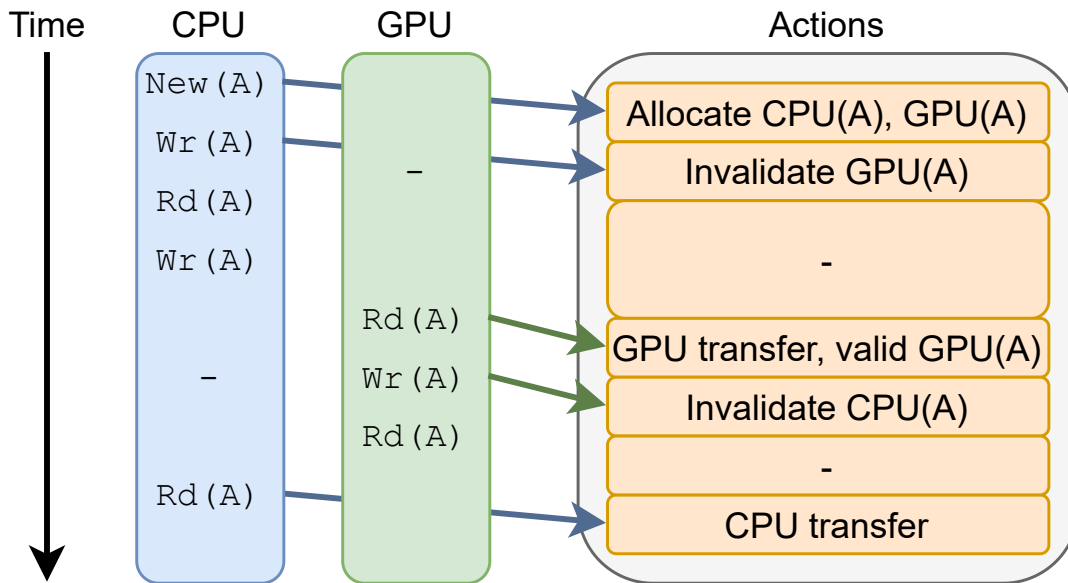 Time CPU GPU Actions
New(A)
Allocate CPU(A), GPU(A)
Wr(A)
-
Invalidate GPU(A)
Rd(A)
Wr(A)
-
Rd(A)
GPU transfer, valid GPU(A)
-
Wr(A)
Invalidate CPU(A)
Rd(A)
-
Rd(A)
CPU transfer